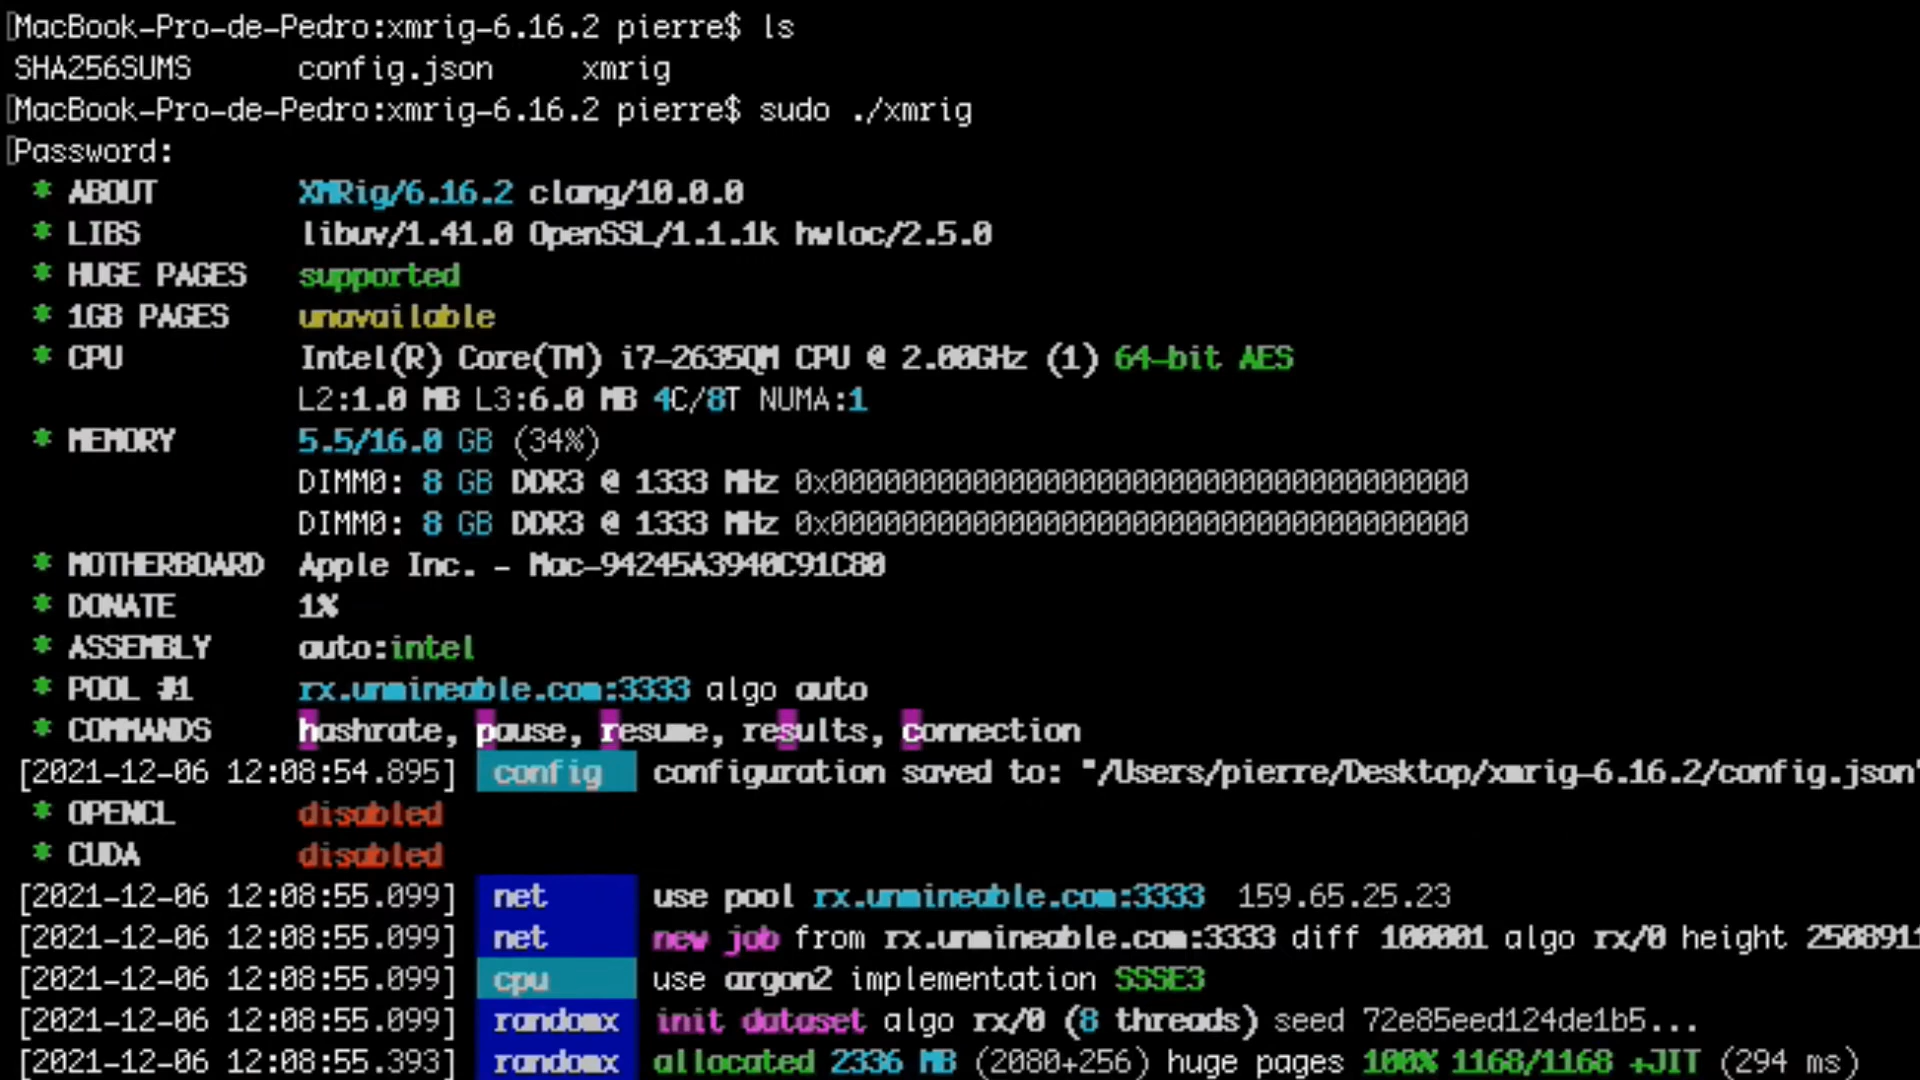 MacBook-Pro-de-Pedro:xmrig-6.16.2 pierre$ ls
SHA256SUMS config.json xmrig
MacBook-Pro-de-Pedro:xmrig-6.16.2 pierre$ sudo ./xmrig
Password:
* ABOUT XMRig/6.16.2 clang/10.0.0
* LIBS libuv/1.41.0 OpenSSL/1.1.1k hwloc/2.5.0
* HUGE PAGES supported
* 1GB PAGES unavailable
* CPU Intel(R) Core(TM) i7-2635QM CPU @ 2.00GHz (1) 64-bit AES
L2:1.0 MB L3:6.0 MB 4C/8T NUMA:1
* MEMORY 5.5/16.0 GB (34%)
DIMM0: 8 GB DDR3 @ 1333 MHz 0x000000000000000000000000000000000000
DIMM0: 8 GB DDR3 @ 1333 MHz 0x000000000000000000000000000000000000
* MOTHERBOARD Apple Inc. - Mac-94245A3940C91C80
* DONATE 1%
* ASSEMBLY auto:intel
* POOL #1 rx.unmineable.com:3333 algo auto
* COMMANDS hashrate, pause, resume, results, connection
[2021-12-06 12:08:54.895] config configuration saved to: "/Users/pierre/Desktop/xmrig-6.16.2/config.json"
* OPENCL disabled
* CUDA disabled
[2021-12-06 12:08:55.099] net use pool rx.unmineable.com:3333 159.65.25.23
[2021-12-06 12:08:55.099] net new job from rx.unmineable.com:3333 diff 100001 algo rx/0 height 2508911
[2021-12-06 12:08:55.099] cpu use argon2 implementation SSSE3
[2021-12-06 12:08:55.099] randomx init dataset algo rx/0 (8 threads) seed 72e85eed124de1b5...
[2021-12-06 12:08:55.393] randomx allocated 2336 MB (2080+256) huge pages 100% 1168/1168 +JIT (294 ms)